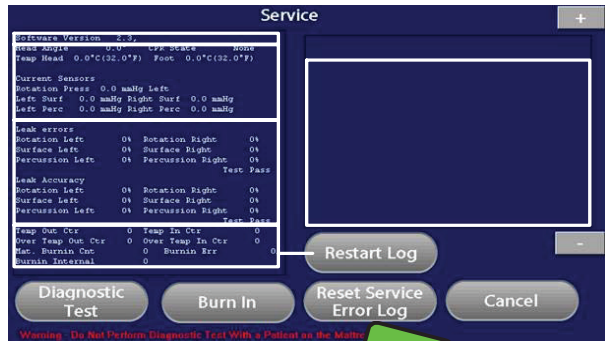 Service
+
Software Version 2.3,
Head Angle 0.0° CPR State None
Temp Head 0.0°C(32.0°F) Foot 0.0°C(32.0°F)
Current Sensors
Rotation Press 0.0 mmHg Left
Left Surf 0.0 mmHg Right Surf 0.0 mmHg
Left Perc 0.0 mmHg Right Perc 0.0 mmHg
Leak errors
Rotation Left 0% Rotation Right 0%
Surface Left 0% Surface Right 0%
Percussion Left 0% Percussion Right 0%
Test Pass
Leak Accuracy
Rotation Left 0% Rotation Right 0%
Surface Left 0% Surface Right 0%
Percussion Left 0% Percussion Right 0%
Test Pass
Temp Out Ctr 0 Temp In Ctr 0
Over Temp Out Ctr 0 Over Temp In Ctr 0
Mat. Burnin Cnt 0 Burnin Err 0
Burnin Internal 0
-
Restart Log
Diagnostic
Test
Burn In
Reset Service
Error Log
Cancel
Warning - Do Not Perform Diagnostic Test With a Patient on the